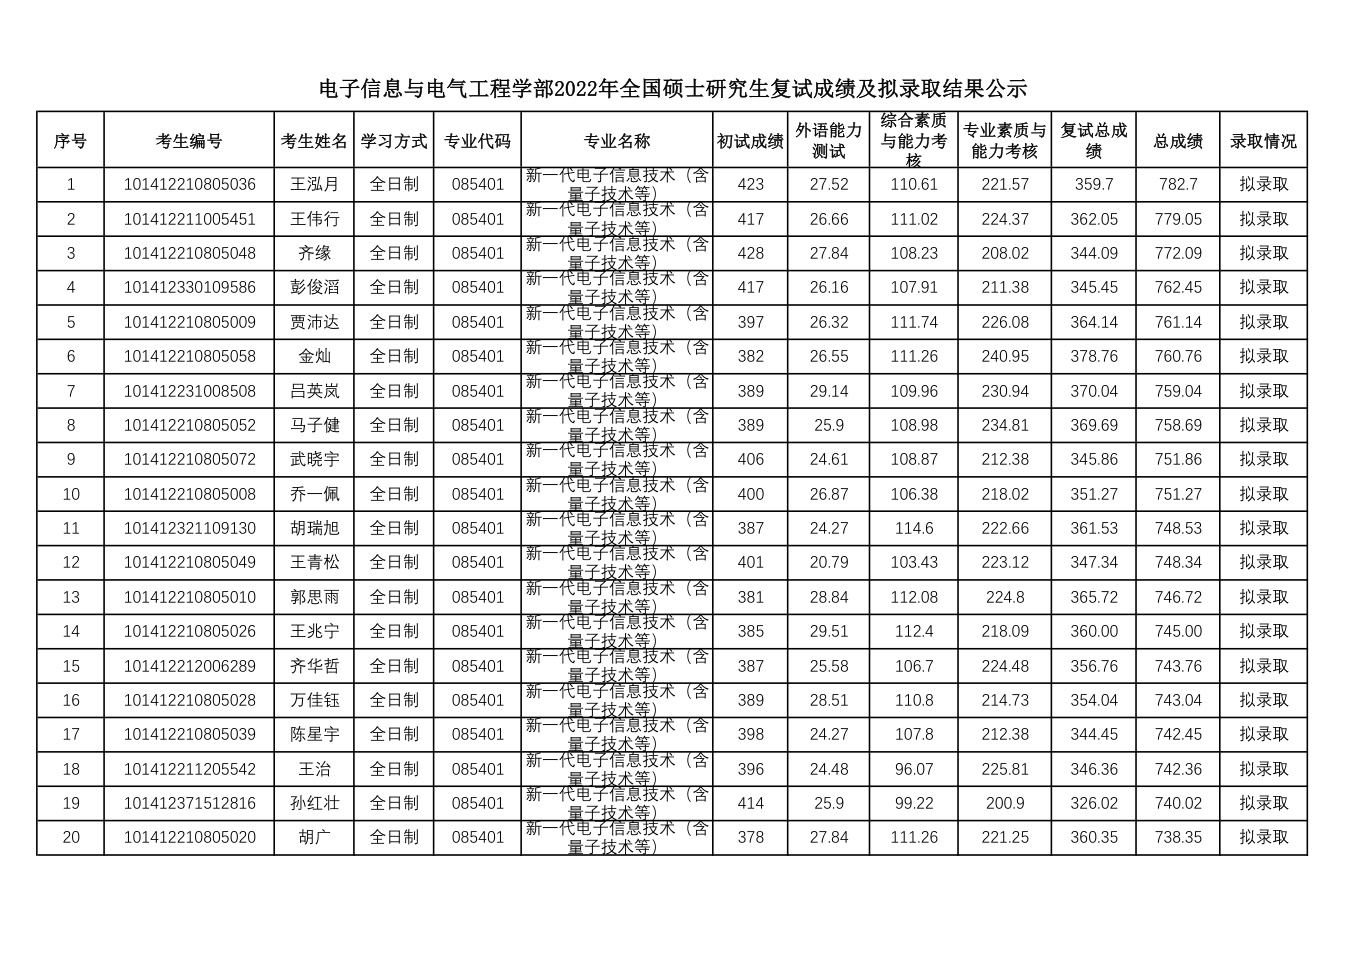 电子信息与电气工程学部2022年全国硕士研究生复试成绩及拟录取结果公示
序号 考生编号 考生姓名 学习方式 专业代码 专业名称 初试成绩 外语能力测试 综合素质与能力考核 专业素质与能力考核 复试总成绩 总成绩 录取情况
1 101412210805036 王泓月 全日制 085401 新一代电子信息技术（含量子技术等） 423 27.52 110.61 221.57 359.7 782.7 拟录取
2 101412211005451 王伟行 全日制 085401 新一代电子信息技术（含量子技术等） 417 26.66 111.02 224.37 362.05 779.05 拟录取
3 101412210805048 齐缘 全日制 085401 新一代电子信息技术（含量子技术等） 428 27.84 108.23 208.02 344.09 772.09 拟录取
4 101412330109586 彭俊滔 全日制 085401 新一代电子信息技术（含量子技术等） 417 26.16 107.91 211.38 345.45 762.45 拟录取
5 101412210805009 贾沛达 全日制 085401 新一代电子信息技术（含量子技术等） 397 26.32 111.74 226.08 364.14 761.14 拟录取
6 101412210805058 金灿 全日制 085401 新一代电子信息技术（含量子技术等） 382 26.55 111.26 240.95 378.76 760.76 拟录取
7 101412231008508 吕英岚 全日制 085401 新一代电子信息技术（含量子技术等） 389 29.14 109.96 230.94 370.04 759.04 拟录取
8 101412210805052 马子健 全日制 085401 新一代电子信息技术（含量子技术等） 389 25.9 108.98 234.81 369.69 758.69 拟录取
9 101412210805072 武晓宇 全日制 085401 新一代电子信息技术（含量子技术等） 406 24.61 108.87 212.38 345.86 751.86 拟录取
10 101412210805008 乔一佩 全日制 085401 新一代电子信息技术（含量子技术等） 400 26.87 106.38 218.02 351.27 751.27 拟录取
11 101412321109130 胡瑞旭 全日制 085401 新一代电子信息技术（含量子技术等） 387 24.27 114.6 222.66 361.53 748.53 拟录取
12 101412210805049 王青松 全日制 085401 新一代电子信息技术（含量子技术等） 401 20.79 103.43 223.12 347.34 748.34 拟录取
13 101412210805010 郭思雨 全日制 085401 新一代电子信息技术（含量子技术等） 381 28.84 112.08 224.8 365.72 746.72 拟录取
14 101412210805026 王兆宁 全日制 085401 新一代电子信息技术（含量子技术等） 385 29.51 112.4 218.09 360.00 745.00 拟录取
15 101412212006289 齐华哲 全日制 085401 新一代电子信息技术（含量子技术等） 387 25.58 106.7 224.48 356.76 743.76 拟录取
16 101412210805028 万佳钰 全日制 085401 新一代电子信息技术（含量子技术等） 389 28.51 110.8 214.73 354.04 743.04 拟录取
17 101412210805039 陈星宇 全日制 085401 新一代电子信息技术（含量子技术等） 398 24.27 107.8 212.38 344.45 742.45 拟录取
18 101412211205542 王治 全日制 085401 新一代电子信息技术（含量子技术等） 396 24.48 96.07 225.81 346.36 742.36 拟录取
19 101412371512816 孙红壮 全日制 085401 新一代电子信息技术（含量子技术等） 414 25.9 99.22 200.9 326.02 740.02 拟录取
20 101412210805020 胡广 全日制 085401 新一代电子信息技术（含量子技术等） 378 27.84 111.26 221.25 360.35 738.35 拟录取